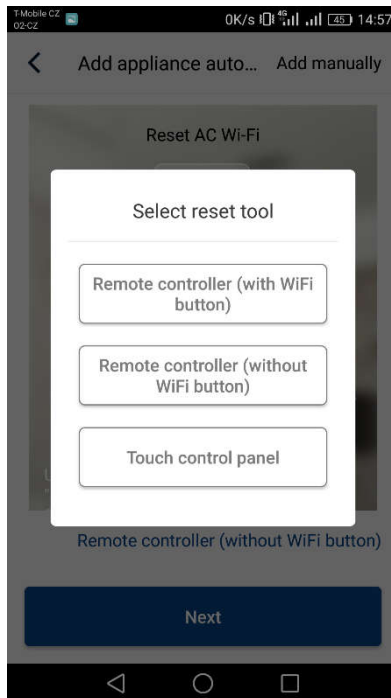 T-Mobile CZ
O2-CZ
0K/s 4G 45 14:57
Add appliance auto... Add manually
Reset AC Wi-Fi
Select reset tool
Remote controller (with WiFi
button)
Remote controller (without
WiFi button)
Touch control panel
Remote controller (without WiFi button)
Next